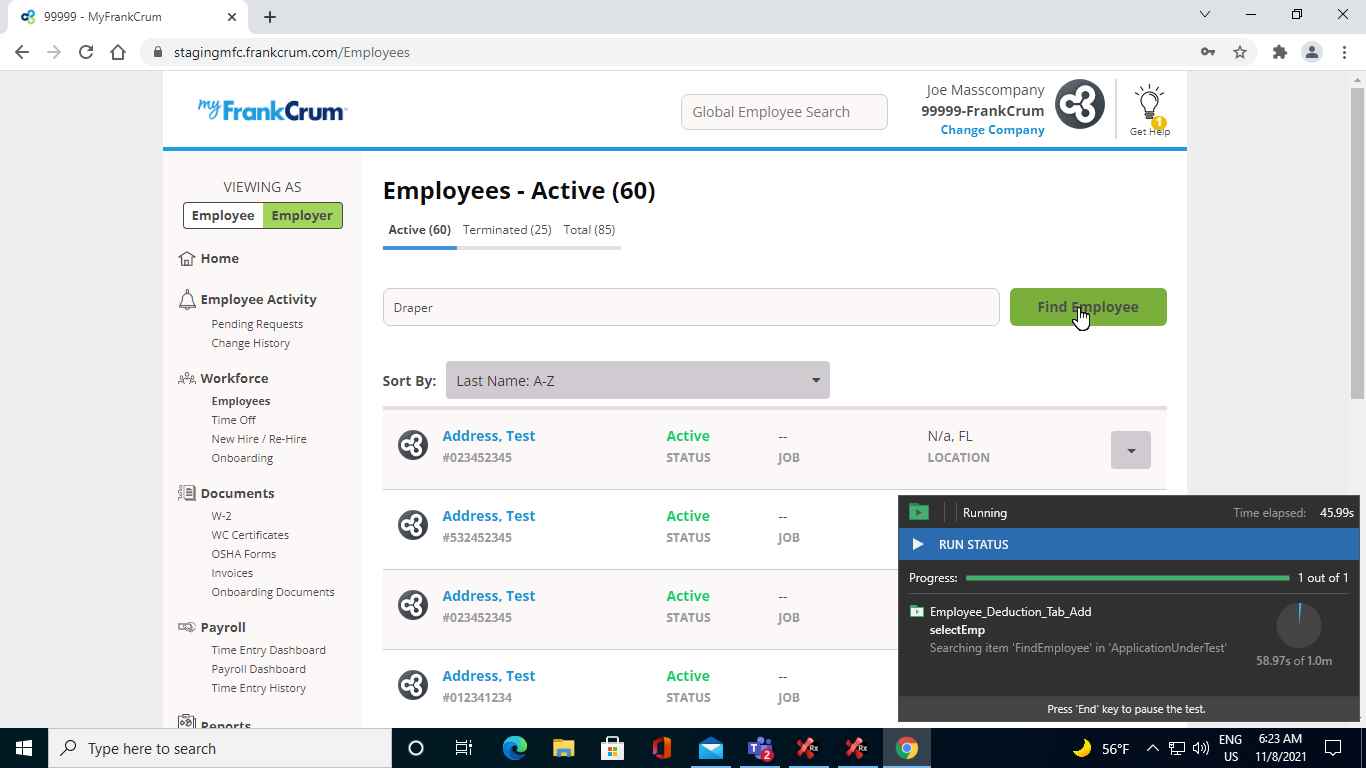 99999 - MyFrankCrum
stagingmfc.frankcrum.com/Employees
myFrankCrum
Global Employee Search
Joe Masscompany
99999-FrankCrum
Change Company
1
Get Help
VIEWING AS
Employee Employer
Home
Employee Activity
Pending Requests
Change History
Workforce
Employees
Time Off
New Hire / Re-Hire
Onboarding
Documents
W-2
WC Certificates
OSHA Forms
Invoices
Onboarding Documents
Payroll
Time Entry Dashboard
Payroll Dashboard
Time Entry History
Reports
Employees - Active (60)
Active (60) Terminated (25) Total (85)
Draper
Find Employee
Sort By: Last Name: A-Z
Address, Test Active -- N/a, FL
#023452345 STATUS JOB LOCATION
Address, Test Active --
#532452345 STATUS JOB
Address, Test Active --
#023452345 STATUS JOB
Address, Test Active --
#012341234 STATUS JOB
Running Time elapsed: 45.99s
RUN STATUS
Progress: 1 out of 1
Employee_Deduction_Tab_Add
selectEmp
Searching item 'FindEmployee' in 'ApplicationUnderTest'
58.97s of 1.0m
Press 'End' key to pause the test.
Type here to search
2
Rx
Rx
56°F
ENG
US
6:23 AM
11/8/2021